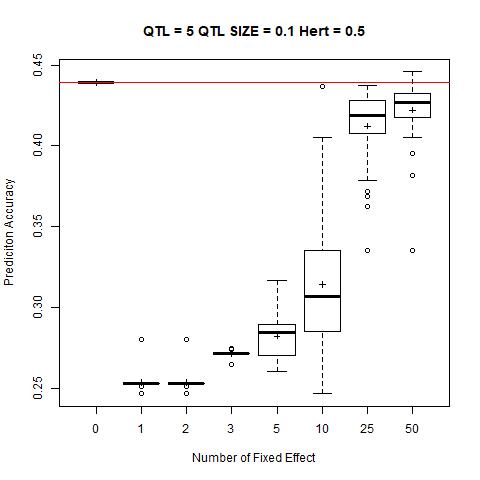 QTL = 5 QTL SIZE = 0.1 Hert = 0.5
0.45
0.40
0.35
0.30
0.25
Prediciton Accuracy
0 1 2 3 5 10 25 50
Number of Fixed Effect